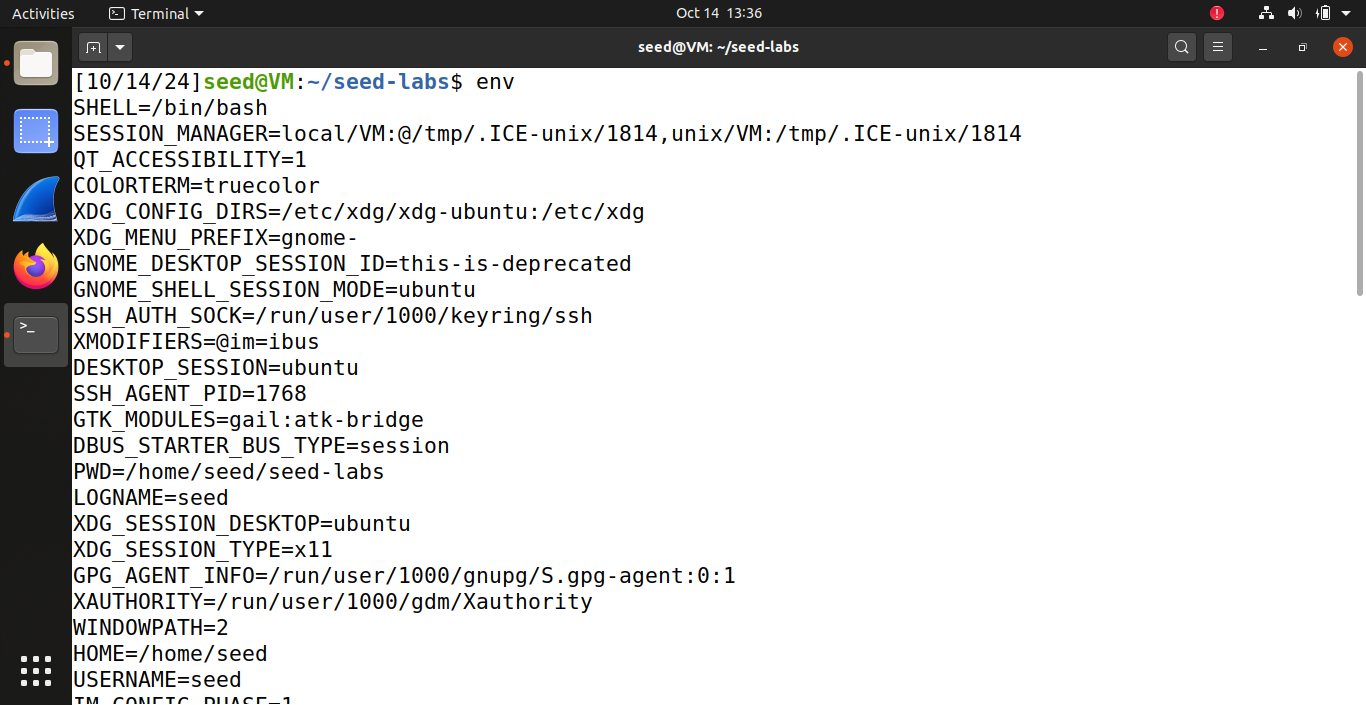 Activities Terminal Oct 14 13:36
seed@VM: ~/seed-labs
[10/14/24]seed@VM:~/seed-labs$ env
SHELL=/bin/bash
SESSION_MANAGER=local/VM:@/tmp/.ICE-unix/1814,unix/VM:/tmp/.ICE-unix/1814
QT_ACCESSIBILITY=1
COLORTERM=truecolor
XDG_CONFIG_DIRS=/etc/xdg/xdg-ubuntu:/etc/xdg
XDG_MENU_PREFIX=gnome-
GNOME_DESKTOP_SESSION_ID=this-is-deprecated
GNOME_SHELL_SESSION_MODE=ubuntu
SSH_AUTH_SOCK=/run/user/1000/keyring/ssh
XMODIFIERS=@im=ibus
DESKTOP_SESSION=ubuntu
SSH_AGENT_PID=1768
GTK_MODULES=gail:atk-bridge
DBUS_STARTER_BUS_TYPE=session
PWD=/home/seed/seed-labs
LOGNAME=seed
XDG_SESSION_DESKTOP=ubuntu
XDG_SESSION_TYPE=x11
GPG_AGENT_INFO=/run/user/1000/gnupg/S.gpg-agent:0:1
XAUTHORITY=/run/user/1000/gdm/Xauthority
WINDOWPATH=2
HOME=/home/seed
USERNAME=seed
IM_CONFIG_PHASE=1